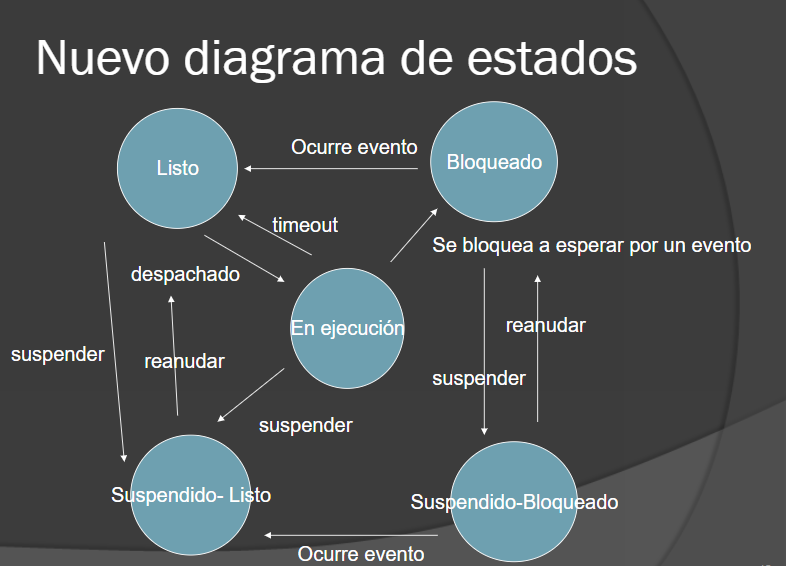 Nuevo diagrama de estados
Ocurre evento
Listo
Bloqueado
timeout
Se bloquea a esperar por un evento
despachado
En ejecución
reanudar
suspender
reanudar
suspender
suspender
Suspendido- Listo
Suspendido-Bloqueado
Ocurre evento